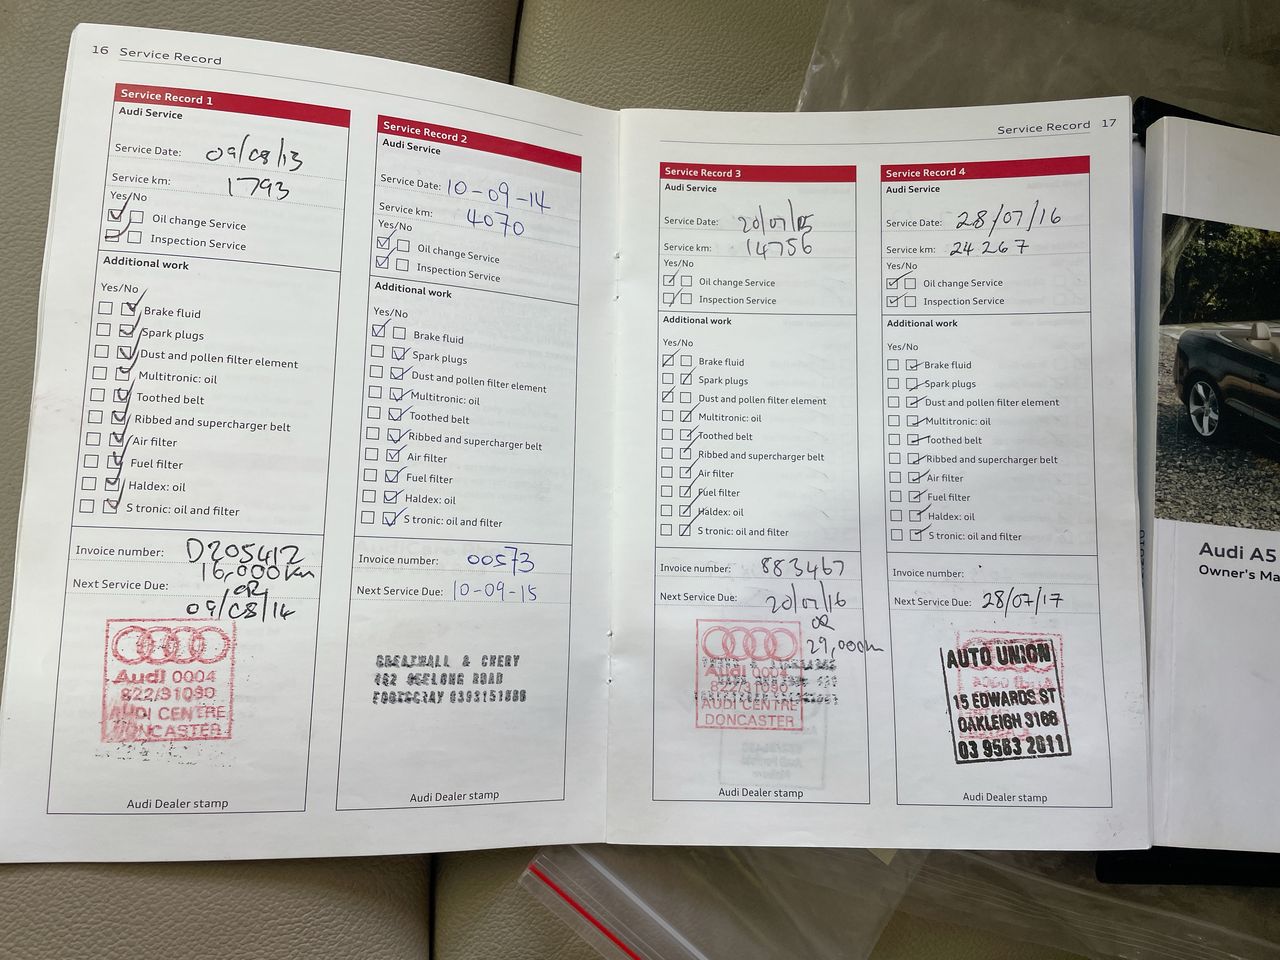 16 Service Record
Service Record 1
Audi Service
Service Date: 09/08/13
Service km: 1793
Yes/No
Oil change Service
Inspection Service
Additional work
Yes/No
Brake fluid
Spark plugs
Dust and pollen filter element
Multitronic: oil
Toothed belt
Ribbed and supercharger belt
Air filter
Fuel filter
Haldex: oil
S tronic: oil and filter
Invoice number: D205412
16,000km
Next Service Due: OR
09/08/14
Audi 0004
822/31090
AUDI CENTRE
DONCASTER
Audi Dealer stamp
Service Record 2
Audi Service
Service Date: 10-09-14
Service km: 4070
Yes/No
Oil change Service
Inspection Service
Additional work
Yes/No
Brake fluid
Spark plugs
Dust and pollen filter element
Multitronic: oil
Toothed belt
Ribbed and supercharger belt
Air filter
Fuel filter
Haldex: oil
S tronic: oil and filter
Invoice number: 00573
Next Service Due: 10-09-15
GREATHALL & CHERY
462 GEELONG ROAD
FOOTSCRAY
Audi Dealer stamp
Service Record 17
Service Record 3
Audi Service
Service Date: 20/07/15
Service km: 14756
Yes/No
Oil change Service
Inspection Service
Additional work
Yes/No
Brake fluid
Spark plugs
Dust and pollen filter element
Multitronic: oil
Toothed belt
Ribbed and supercharger belt
Air filter
Fuel filter
Haldex: oil
S tronic: oil and filter
Invoice number: 883467
Next Service Due: 20/07/16
OR
29,000km
Audi 0004
822/31090
AUDI CENTRE
DONCASTER
Audi Dealer stamp
Service Record 4
Audi Service
Service Date: 28/07/16
Service km: 24267
Yes/No
Oil change Service
Inspection Service
Additional work
Yes/No
Brake fluid
Spark plugs
Dust and pollen filter element
Multitronic: oil
Toothed belt
Ribbed and supercharger belt
Air filter
Fuel filter
Haldex: oil
S tronic: oil and filter
Invoice number:
Next Service Due: 28/07/17
AUTO UNION
15 EDWARDS ST
OAKLEIGH 3166
03 9563 2011
Audi Dealer stamp
Audi A5
Owner's Ma